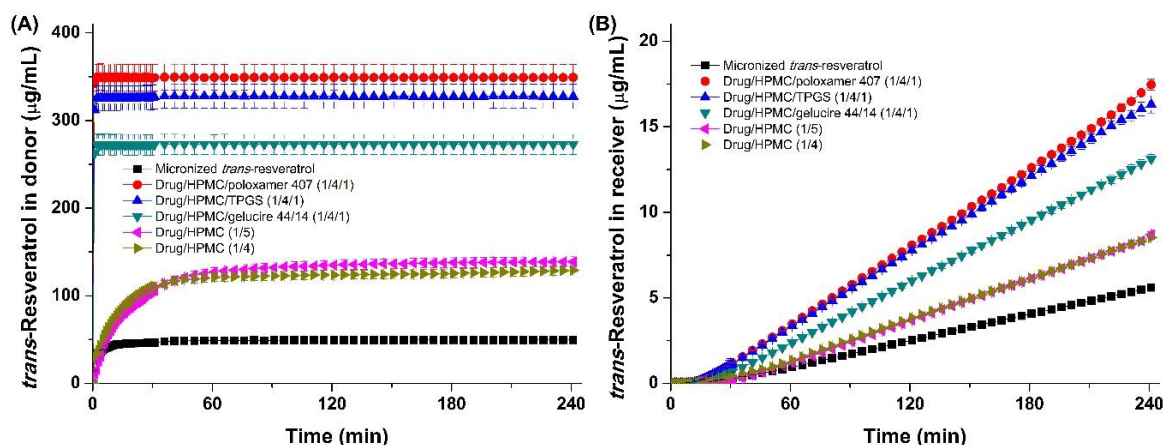 (A)
trans-Resveratrol in donor (µg/mL)
400
300
200
100
0
Micronized trans-resveratrol
Drug/HPMC/poloxamer 407 (1/4/1)
Drug/HPMC/TPGS (1/4/1)
Drug/HPMC/gelucire 44/14 (1/4/1)
Drug/HPMC (1/5)
Drug/HPMC (1/4)
0 60 120 180 240
Time (min)
(B)
trans-Resveratrol in receiver (µg/mL)
20
15
10
5
0
Micronized trans-resveratrol
Drug/HPMC/poloxamer 407 (1/4/1)
Drug/HPMC/TPGS (1/4/1)
Drug/HPMC/gelucire 44/14 (1/4/1)
Drug/HPMC (1/5)
Drug/HPMC (1/4)
0 60 120 180 240
Time (min)